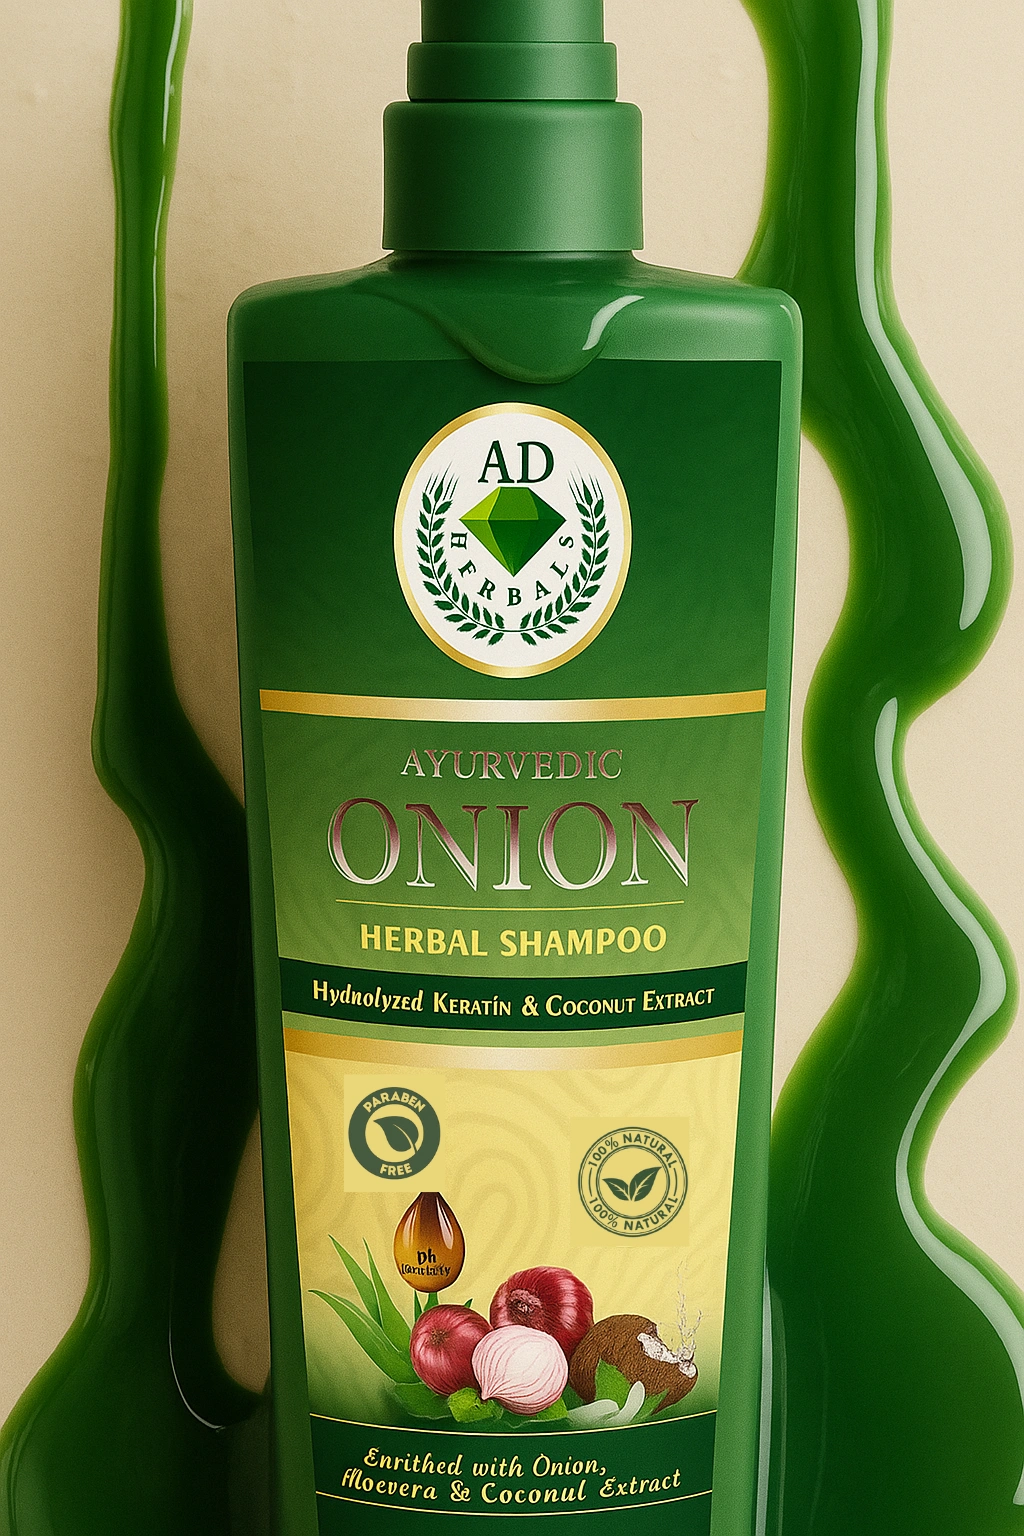 AD
HERBALS
AYURVEDIC
ONION
HERBAL SHAMPOO
Hydnolyzed Keratín & Coconut Extract
PARABEN
FREE
100% NATURAL
100% NATURAL
Ph
Enrithed with Onion,
Aloevera & Coconul Extract